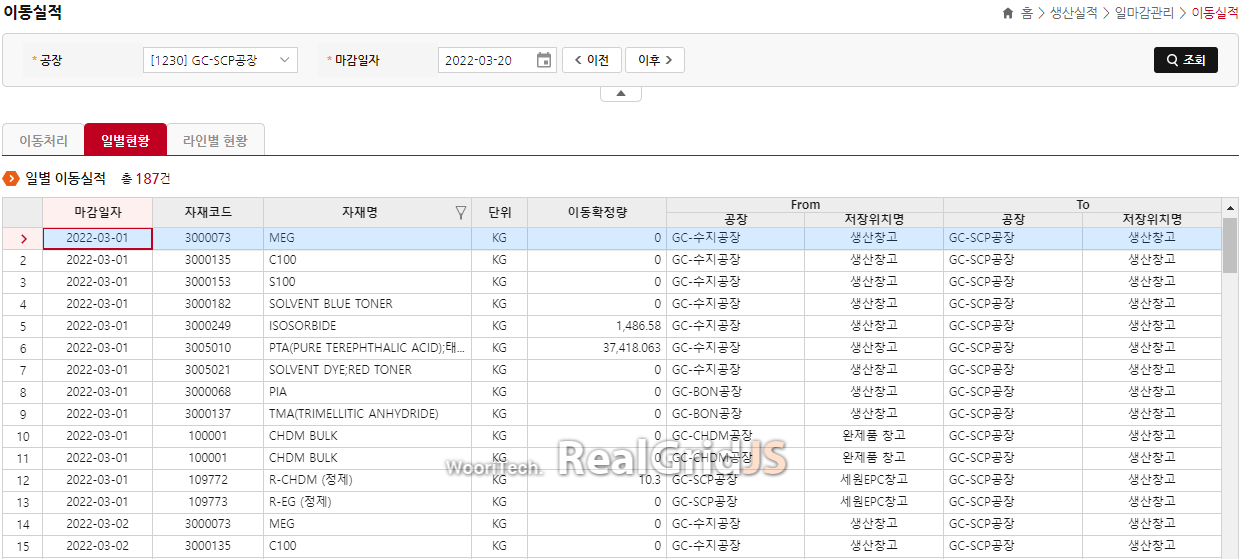 이동실적
홈 > 생산실적 > 일마감관리 > 이동실적
* 공장 [1230] GC-SCP공장 * 마감일자 2022-03-20 < 이전 이후 > 조회
이동처리 일별현황 라인별 현황
일별 이동실적 총 187건
마감일자 자재코드 자재명 단위 이동확정량 From To
공장 저장위치명 공장 저장위치명
2022-03-01 3000073 MEG KG 0 GC-수지공장 생산창고 GC-SCP공장 생산창고
2 2022-03-01 3000135 C100 KG 0 GC-수지공장 생산창고 GC-SCP공장 생산창고
3 2022-03-01 3000153 S100 KG 0 GC-수지공장 생산창고 GC-SCP공장 생산창고
4 2022-03-01 3000182 SOLVENT BLUE TONER KG 0 GC-수지공장 생산창고 GC-SCP공장 생산창고
5 2022-03-01 3000249 ISOSORBIDE KG 1,486.58 GC-수지공장 생산창고 GC-SCP공장 생산창고
6 2022-03-01 3005010 PTA(PURE TEREPHTHALIC ACID);태... KG 37,418.063 GC-수지공장 생산창고 GC-SCP공장 생산창고
7 2022-03-01 3005021 SOLVENT DYE;RED TONER KG 0 GC-수지공장 생산창고 GC-SCP공장 생산창고
8 2022-03-01 3000068 PIA KG 0 GC-BON공장 생산창고 GC-SCP공장 생산창고
9 2022-03-01 3000137 TMA(TRIMELLITIC ANHYDRIDE) KG 0 GC-BON공장 생산창고 GC-SCP공장 생산창고
10 2022-03-01 100001 CHDM BULK KG 0 GC-CHDM공장 완제품 창고 GC-SCP공장 생산창고
11 2022-03-01 100001 CHDM BULK KG 0 GC-CHDM공장 완제품 창고 GC-SCP공장 생산창고
WooriTech. RealGridJS
12 2022-03-01 109772 R-CHDM (정제) KG 10.3 GC-SCP공장 세원EPC창고 GC-SCP공장 생산창고
13 2022-03-01 109773 R-EG (정제) KG 0 GC-SCP공장 세원EPC창고 GC-SCP공장 생산창고
14 2022-03-02 3000073 MEG KG 0 GC-수지공장 생산창고 GC-SCP공장 생산창고
15 2022-03-02 3000135 C100 KG 0 GC-수지공장 생산창고 GC-SCP공장 생산창고